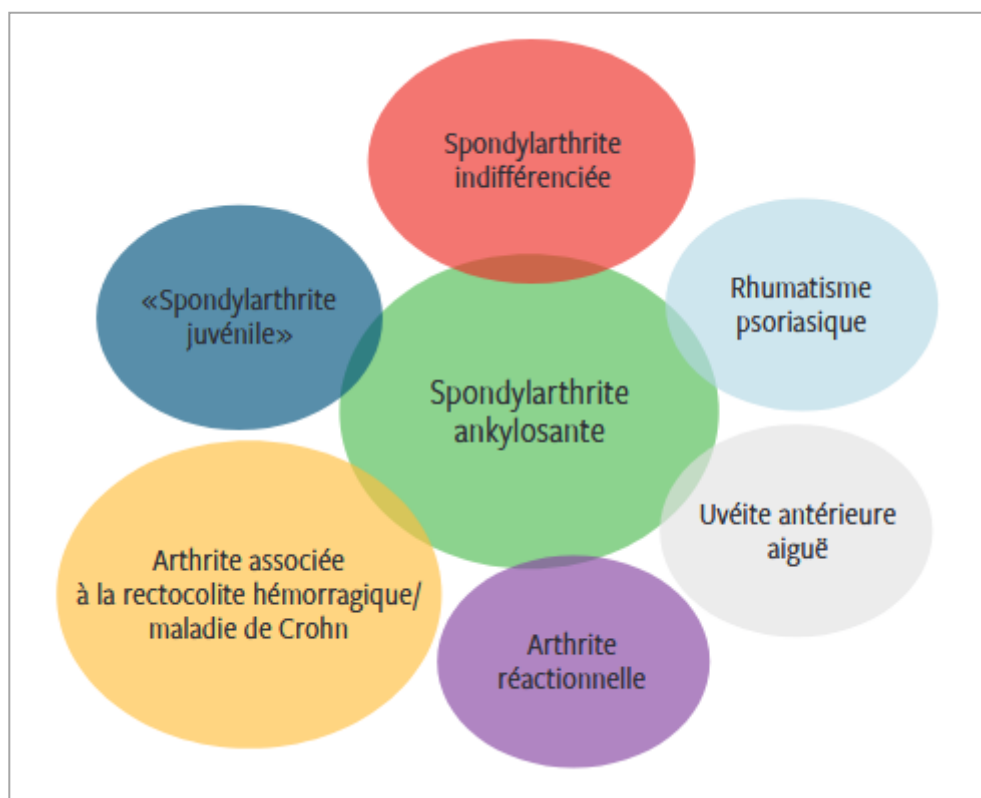 Spondylarthrite
indifférenciée
«Spondylarthrite
juvénile»
Rhumatisme
psoriasique
Spondylarthrite
ankylosante
Uvéite antérieure
aiguë
Arthrite associée
à la rectocolite hémorragique/
maladie de Crohn
Arthrite
réactionnelle